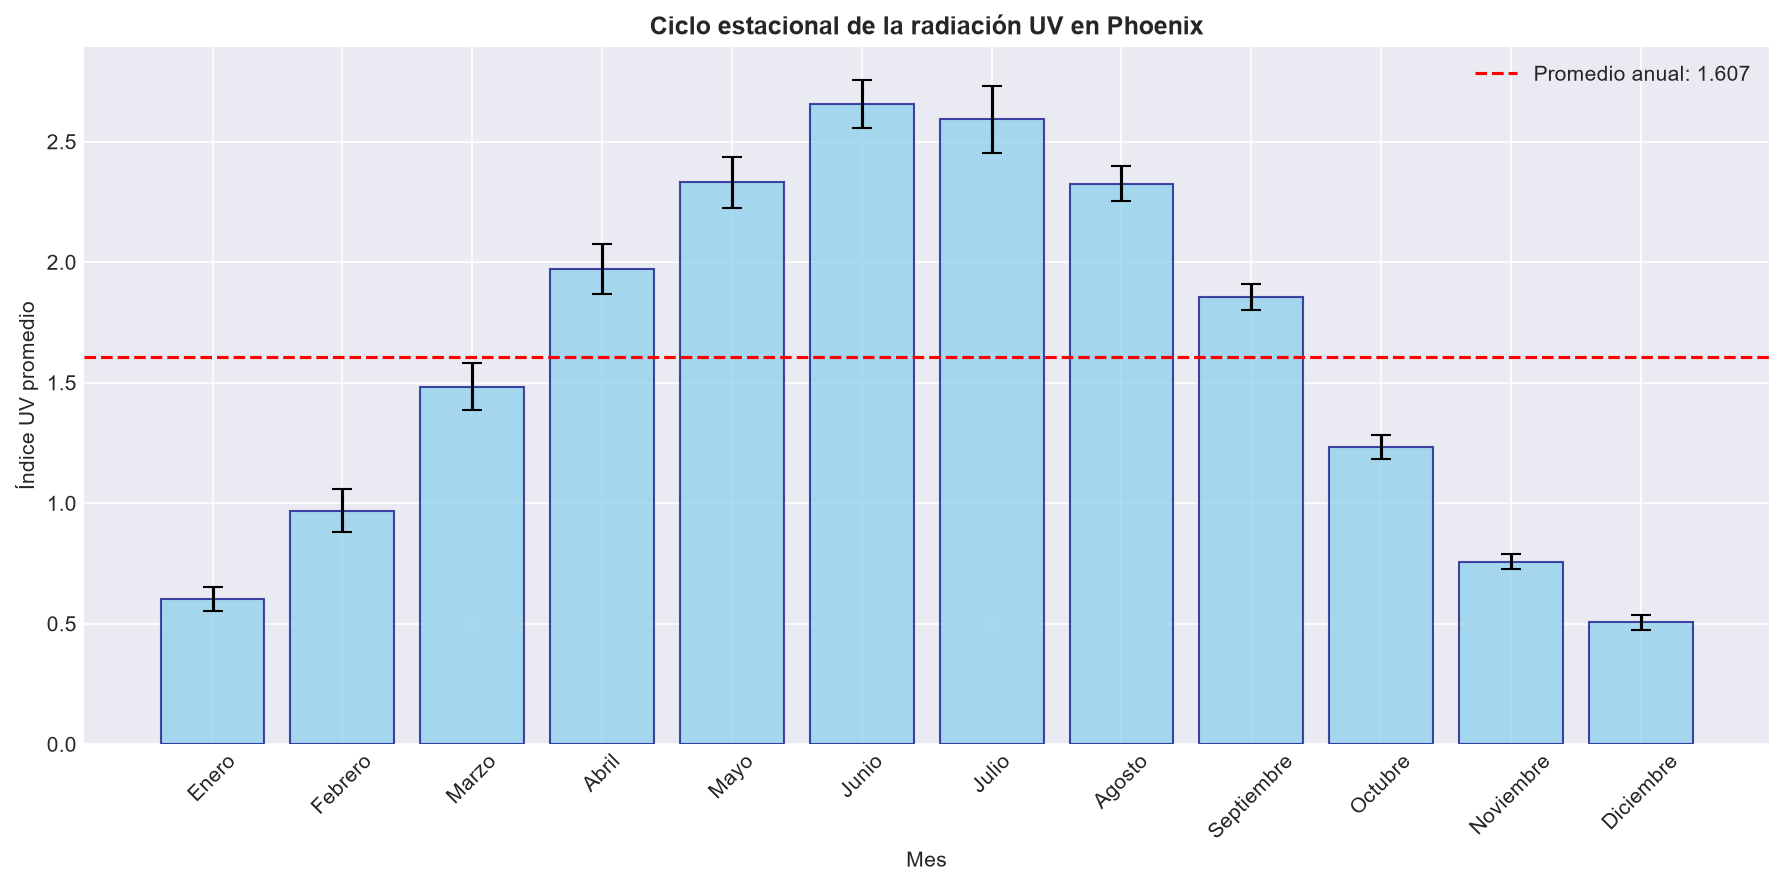 Ciclo estacional de la radiación UV en Phoenix
Promedio anual: 1.607
Índice UV promedio
2.5
2.0
1.5
1.0
0.5
0.0
Enero
Febrero
Marzo
Abril
Mayo
Junio
Julio
Agosto
Septiembre
Octubre
Noviembre
Diciembre
Mes